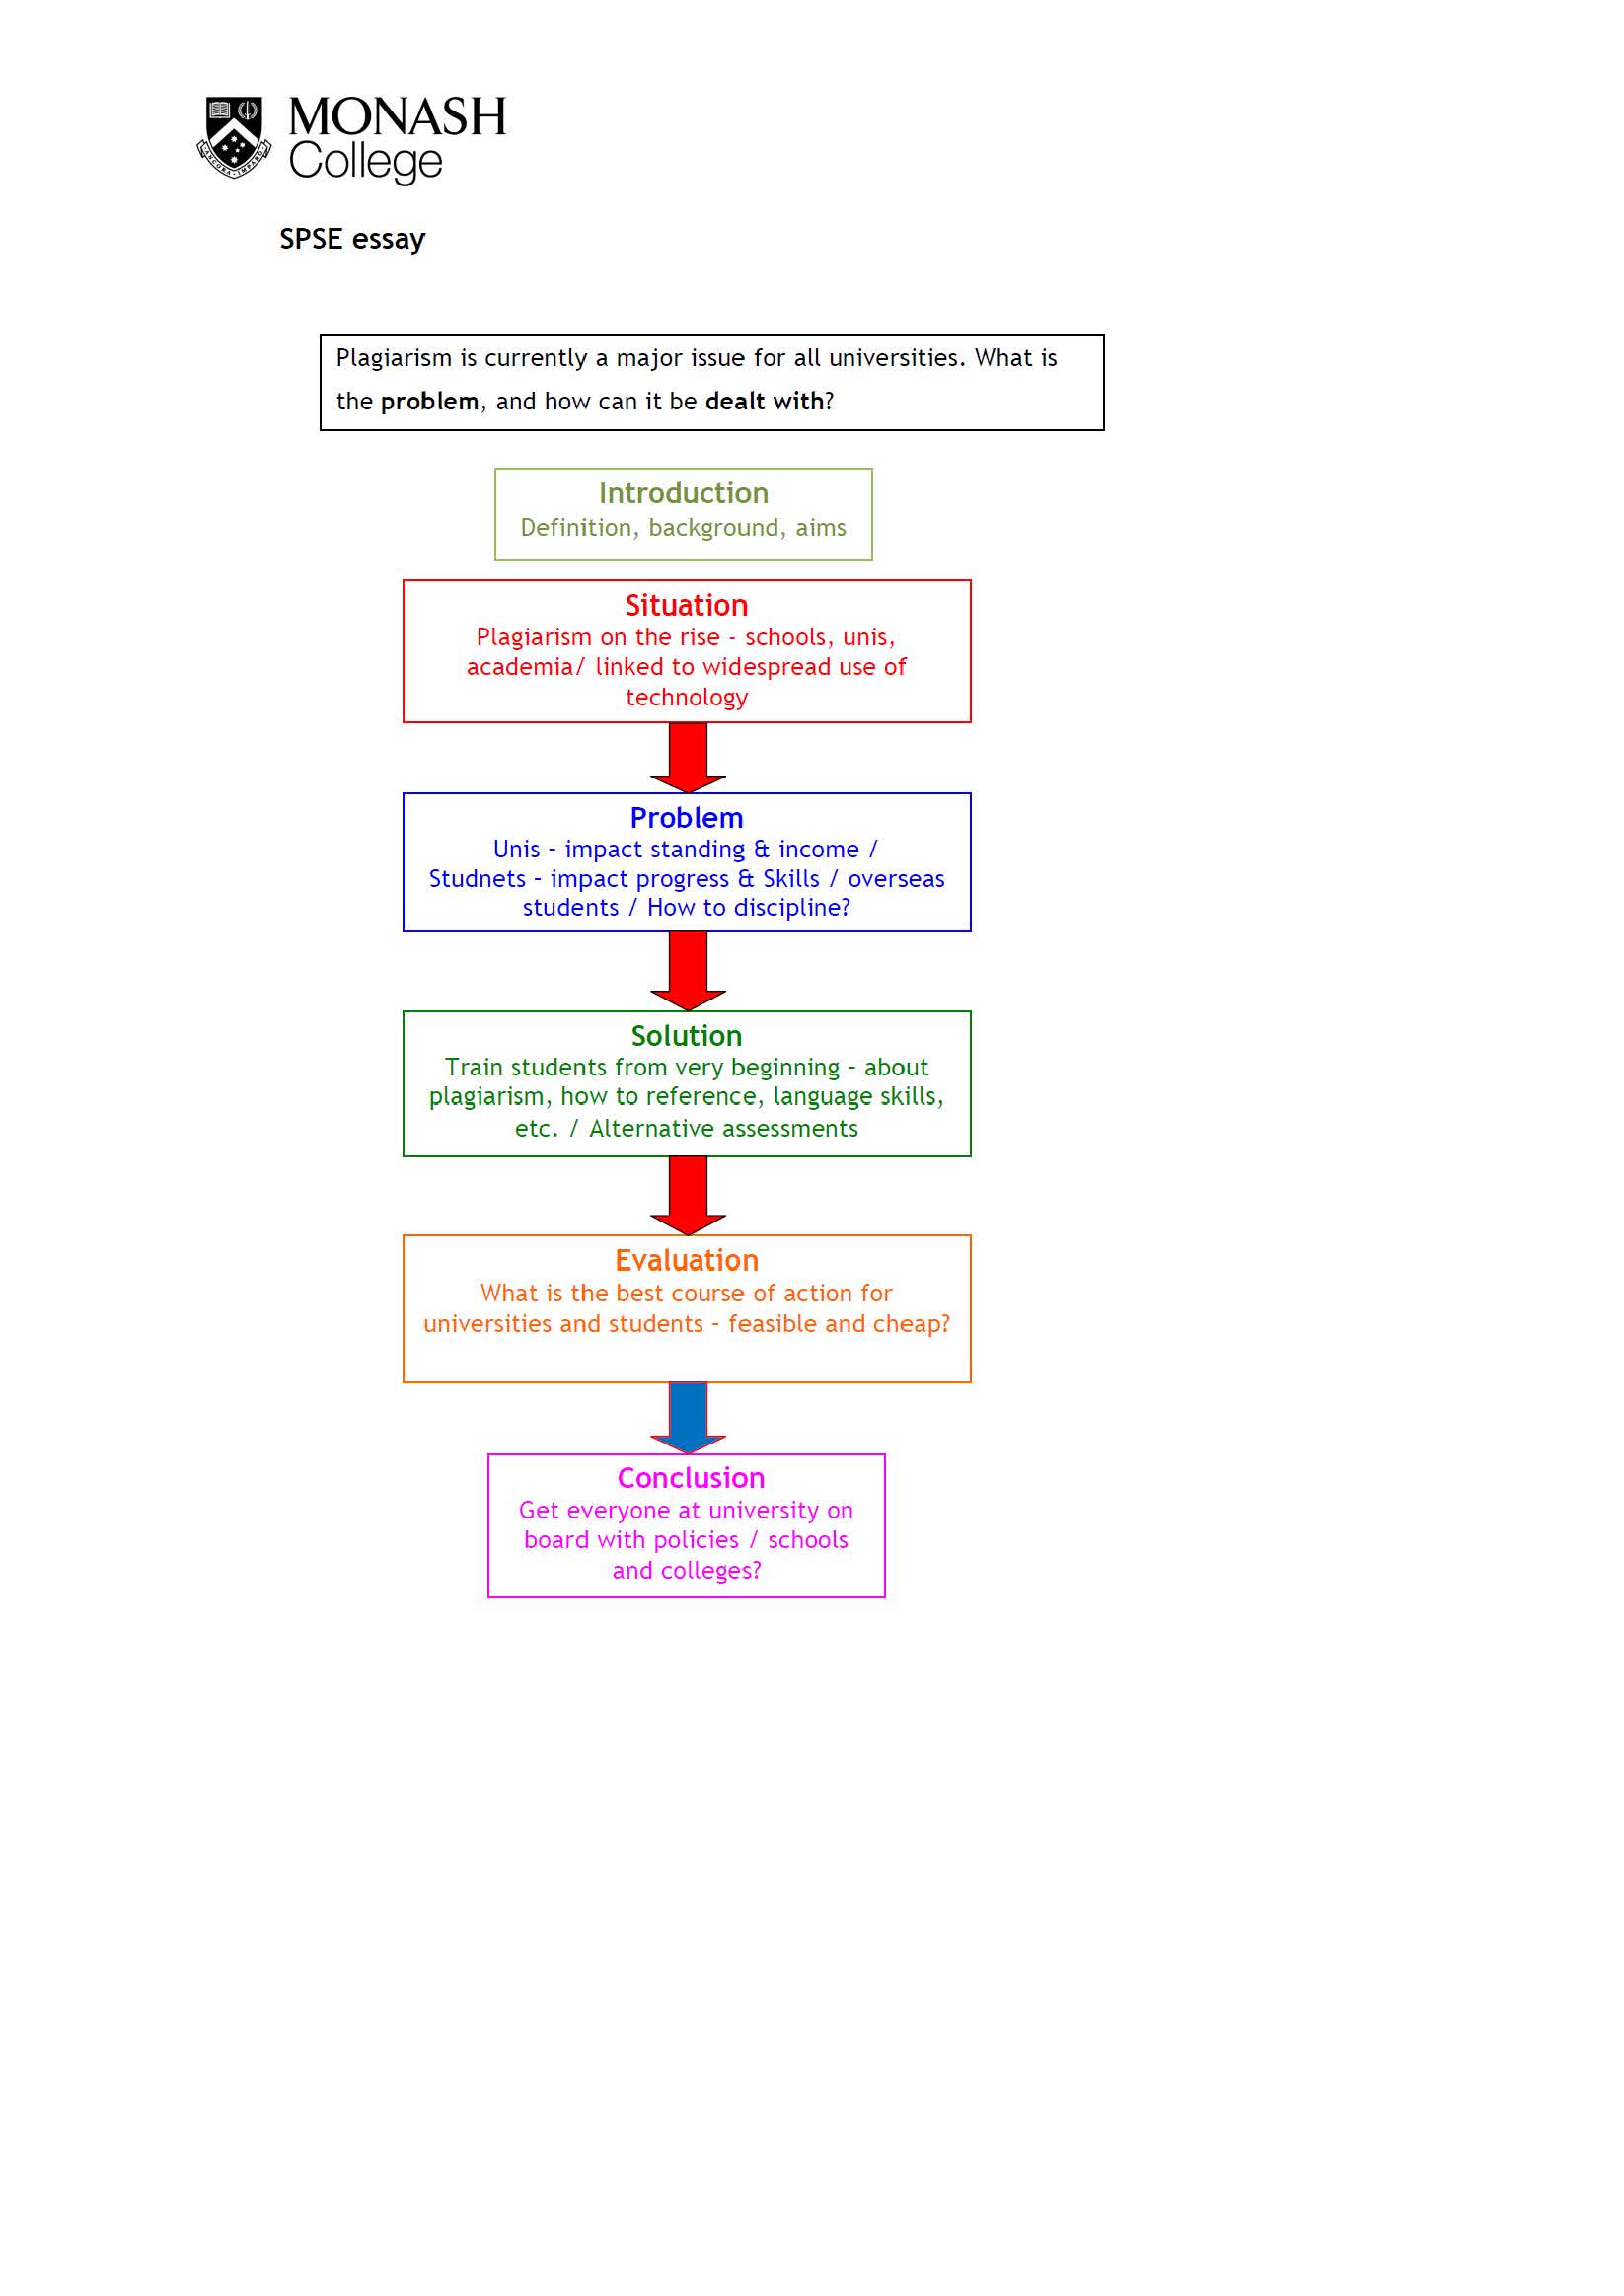 MONASH
College
ANCORA IMPARO
SPSE essay
Plagiarism is currently a major issue for all universities. What is
the problem, and how can it be dealt with?
Introduction
Definition, background, aims
Situation
Plagiarism on the rise - schools, unis,
academia/ linked to widespread use of
technology
Problem
Unis – impact standing & income /
Studnets – impact progress & Skills / overseas
students / How to discipline?
Solution
Train students from very beginning – about
plagiarism, how to reference, language skills,
etc. / Alternative assessments
Evaluation
What is the best course of action for
universities and students – feasible and cheap?
Conclusion
Get everyone at university on
board with policies / schools
and colleges?